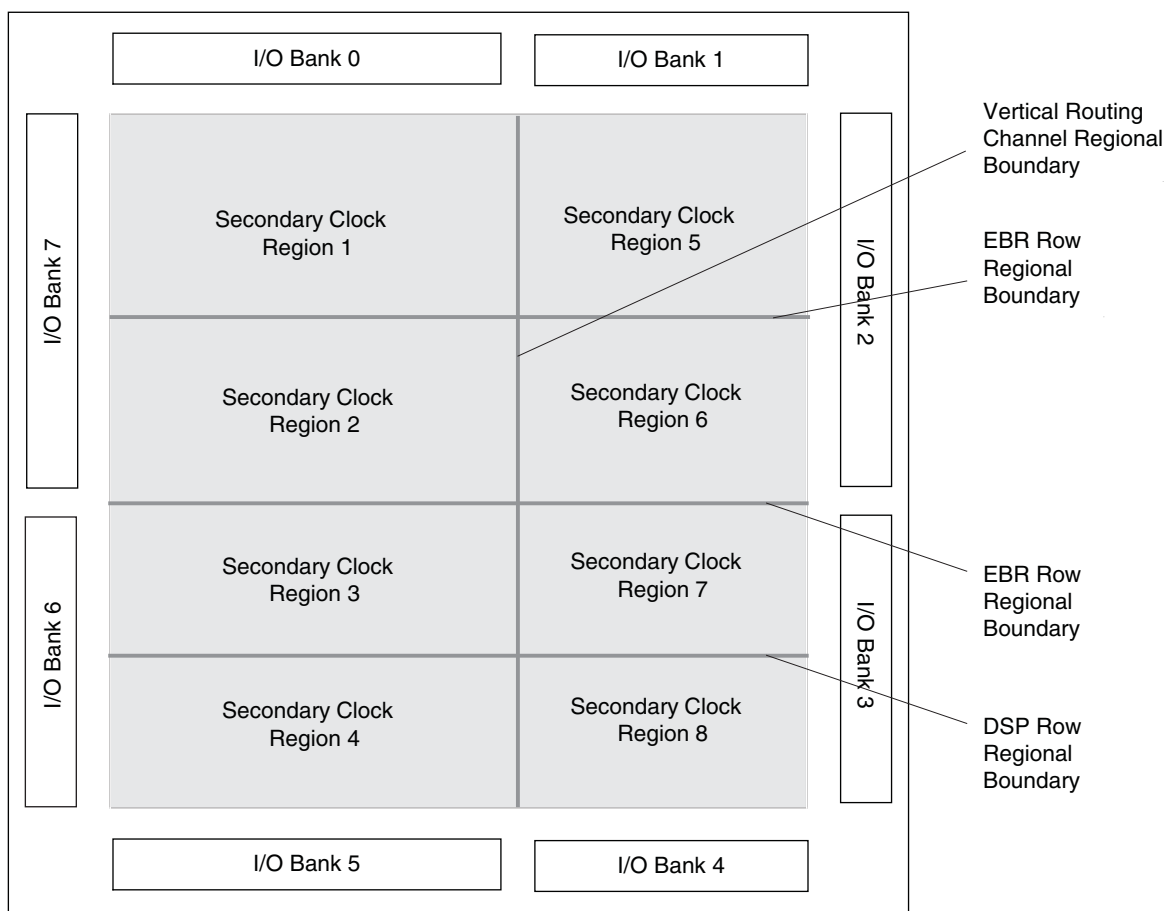 I/O Bank 0
I/O Bank 1
Vertical Routing
Channel Regional
Boundary
I/O Bank 7
Secondary Clock
Region 1
Secondary Clock
Region 5
I/O Bank 2
EBR Row
Regional
Boundary
Secondary Clock
Region 2
Secondary Clock
Region 6
I/O Bank 6
Secondary Clock
Region 3
Secondary Clock
Region 7
I/O Bank 3
EBR Row
Regional
Boundary
Secondary Clock
Region 4
Secondary Clock
Region 8
DSP Row
Regional
Boundary
I/O Bank 5
I/O Bank 4